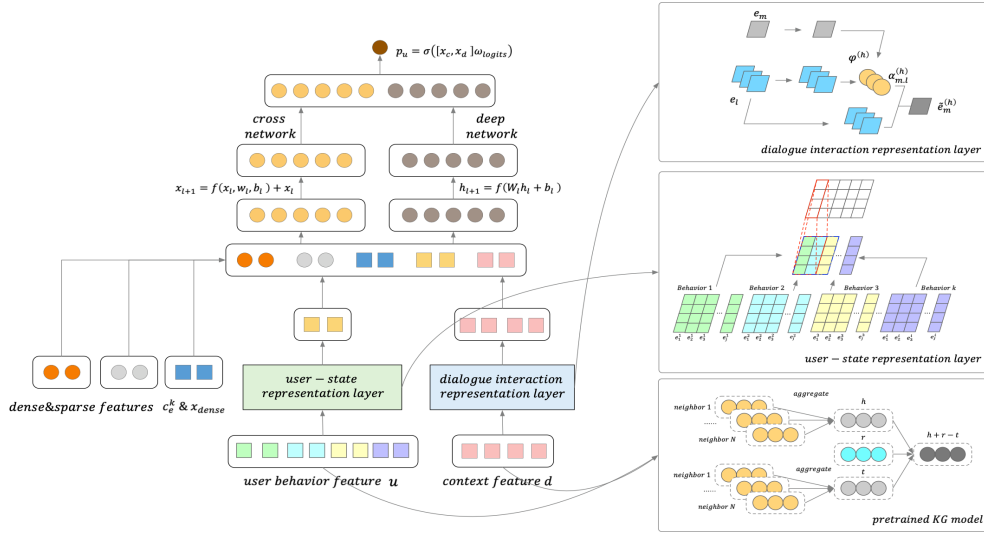 p_u = σ([x_c, x_d ]ω_logits)
cross
network
deep
network
x_{l+1} = f(x_l, w_l, b_l) + x_l
h_{l+1} = f(W_l h_l + b_l)
user − state
representation layer
dialogue interaction
representation layer
dense&sparse features
c_e^k & x_dense
user behavior feature u
context feature d
e_m
φ^(h)
α_{m,l}^(h)
e_l
ẽ_m^(h)
dialogue interaction representation layer
Behavior 1
Behavior 2
Behavior 3
Behavior k
user − state representation layer
neighbor 1
......
neighbor N
aggregate
h
r
h + r − t
neighbor 1
......
neighbor N
aggregate
t
pretrained KG model